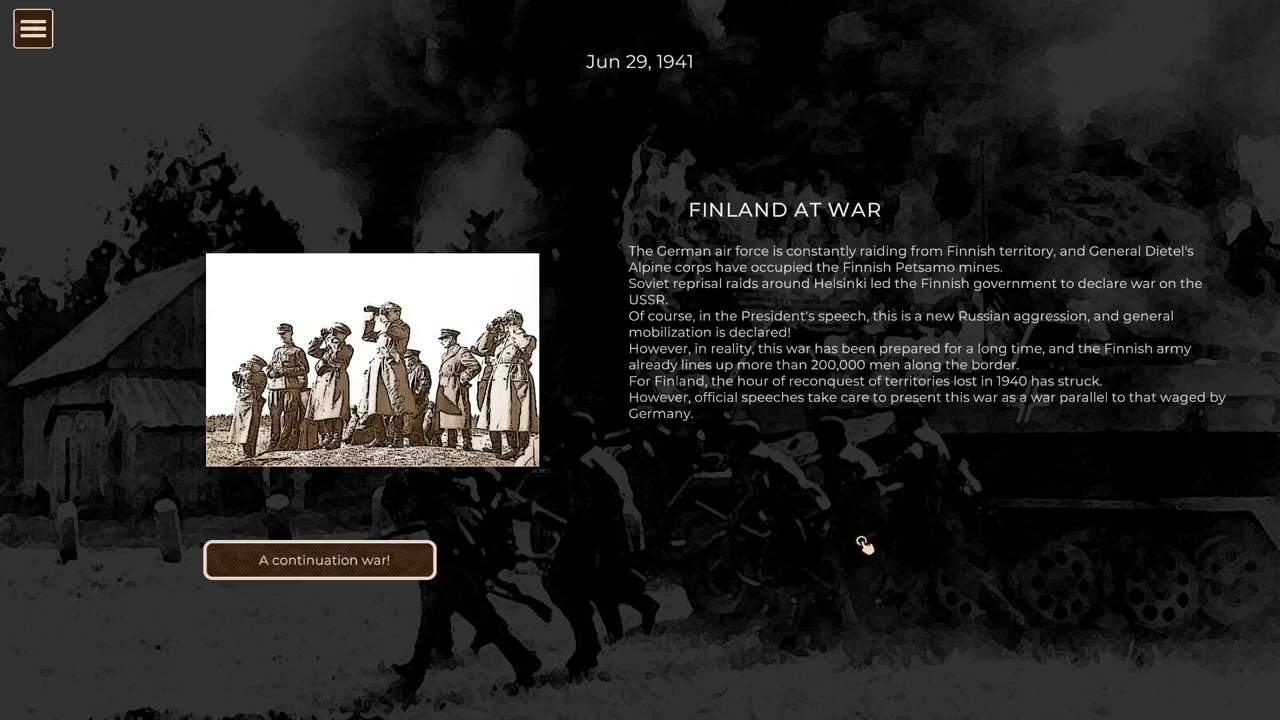 Jun 29, 1941
FINLAND AT WAR
The German air force is constantly raiding from Finnish territory, and General Dietel's
Alpine corps have occupied the Finnish Petsamo mines.
Soviet reprisal raids around Helsinki led the Finnish government to declare war on the
USSR.
Of course, in the President's speech, this is a new Russian aggression, and general
mobilization is declared!
However, in reality, this war has been prepared for a long time, and the Finnish army
already lines up more than 200,000 men along the border.
For Finland, the hour of reconquest of territories lost in 1940 has struck.
However, official speeches take care to present this war as a war parallel to that waged by
Germany.
A continuation war!